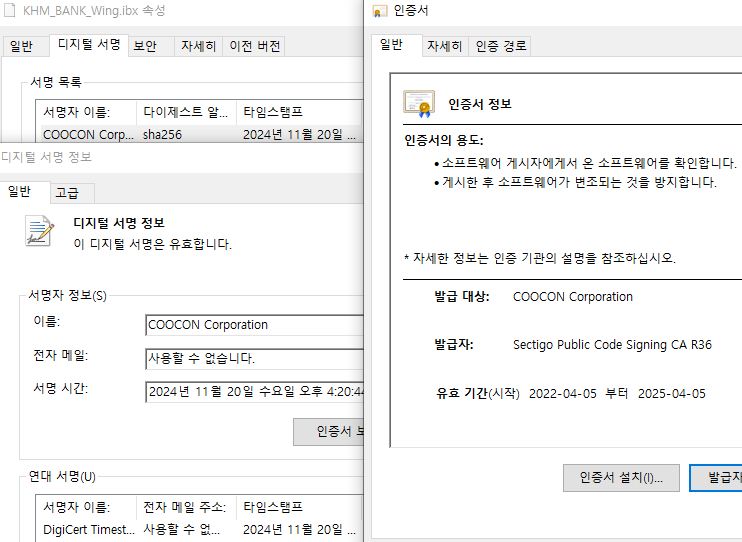 KHM_BANK_Wing.ibx 속성
일반 디지털 서명 보안 자세히 이전 버전
서명 목록
서명자 이름: 다이제스트 알... 타임스탬프
COOCON Corp... sha256 2024년 11월 20일 ...
디지털 서명 정보
일반 고급
디지털 서명 정보
이 디지털 서명은 유효합니다.
서명자 정보(S)
이름: COOCON Corporation
전자 메일: 사용할 수 없습니다.
서명 시간: 2024년 11월 20일 수요일 오후 4:20:44
인증서 보
연대 서명(U)
서명자 이름: 전자 메일 주소: 타임스탬프
DigiCert Timest... 사용할 수 없... 2024년 11월 20일 ...
인증서
일반 자세히 인증 경로
인증서 정보
인증서의 용도:
• 소프트웨어 게시자에게서 온 소프트웨어를 확인합니다.
• 게시한 후 소프트웨어가 변조되는 것을 방지합니다.
* 자세한 정보는 인증 기관의 설명을 참조하십시오.
발급 대상: COOCON Corporation
발급자: Sectigo Public Code Signing CA R36
유효 기간(시작) 2022-04-05 부터 2025-04-05
인증서 설치(I)... 발급자